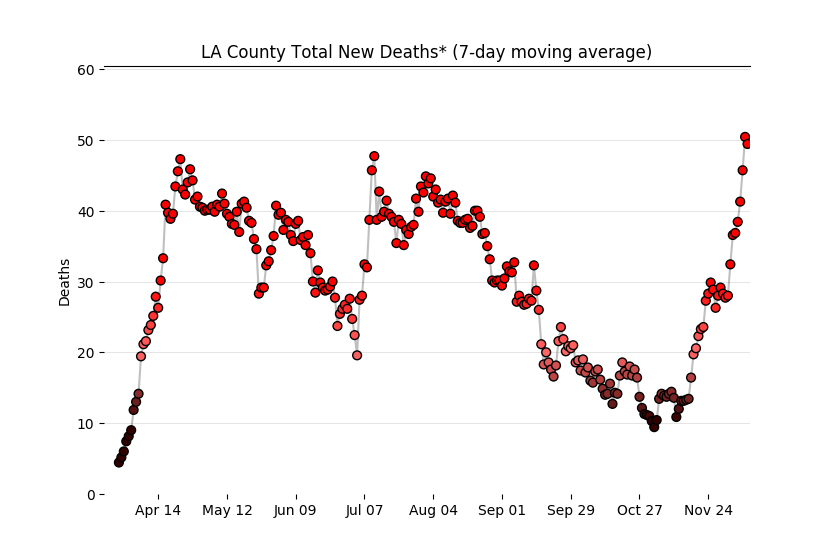 LA County Total New Deaths* (7-day moving average)
60
50
40
30
20
10
0
Deaths
Apr 14 May 12 Jun 09 Jul 07 Aug 04 Sep 01 Sep 29 Oct 27 Nov 24